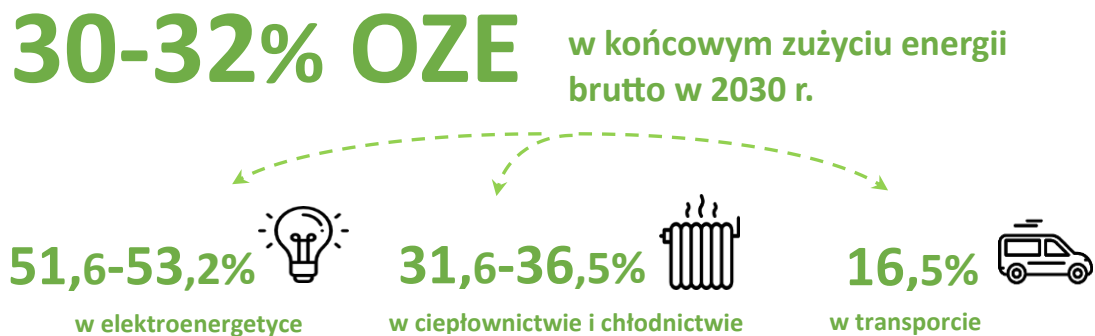 30-32% OZE
w końcowym zużyciu energii
brutto w 2030 r.
51,6-53,2%
31,6-36,5%
16,5%
w elektroenergetyce
w ciepłownictwie i chłodnictwie
w transporcie